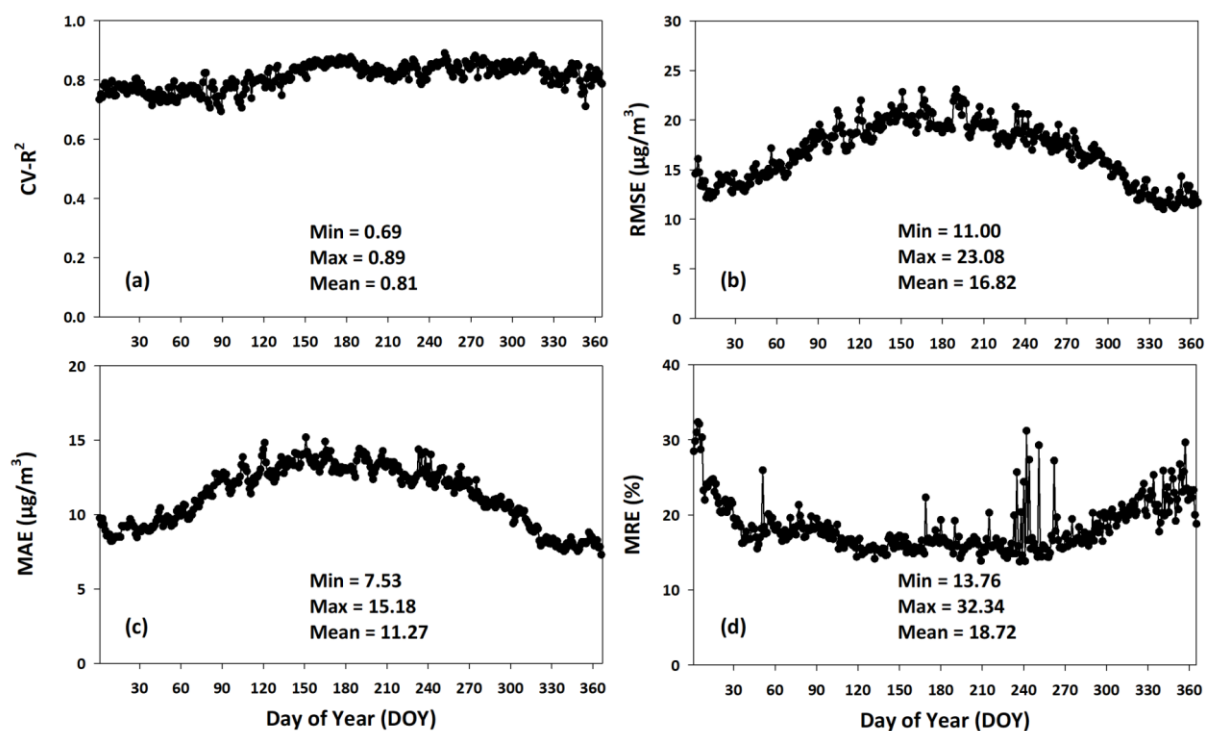 1.0
0.8
0.6
0.4
0.2
0.0
CV-R²
Min = 0.69
Max = 0.89
Mean = 0.81
(a)
30 60 90 120 150 180 210 240 270 300 330 360
30
25
20
15
10
5
0
RMSE (µg/m³)
Min = 11.00
Max = 23.08
Mean = 16.82
(b)
30 60 90 120 150 180 210 240 270 300 330 360
20
15
10
5
0
MAE (µg/m³)
Min = 7.53
Max = 15.18
Mean = 11.27
(c)
30 60 90 120 150 180 210 240 270 300 330 360
Day of Year (DOY)
40
30
20
10
0
MRE (%)
Min = 13.76
Max = 32.34
Mean = 18.72
(d)
30 60 90 120 150 180 210 240 270 300 330 360
Day of Year (DOY)